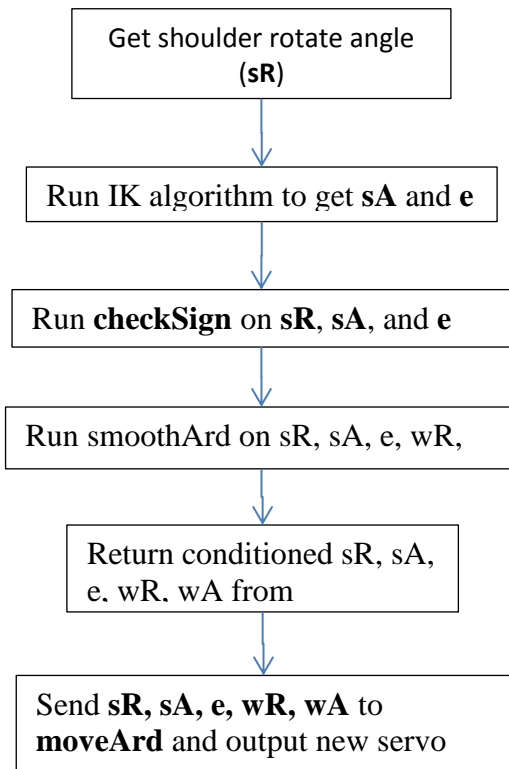 Get shoulder rotate angle
(sR)
Run IK algorithm to get sA and e
Run checkSign on sR, sA, and e
Run smoothArd on sR, sA, e, wR,
Return conditioned sR, sA,
e, wR, wA from
Send sR, sA, e, wR, wA to
moveArd and output new servo